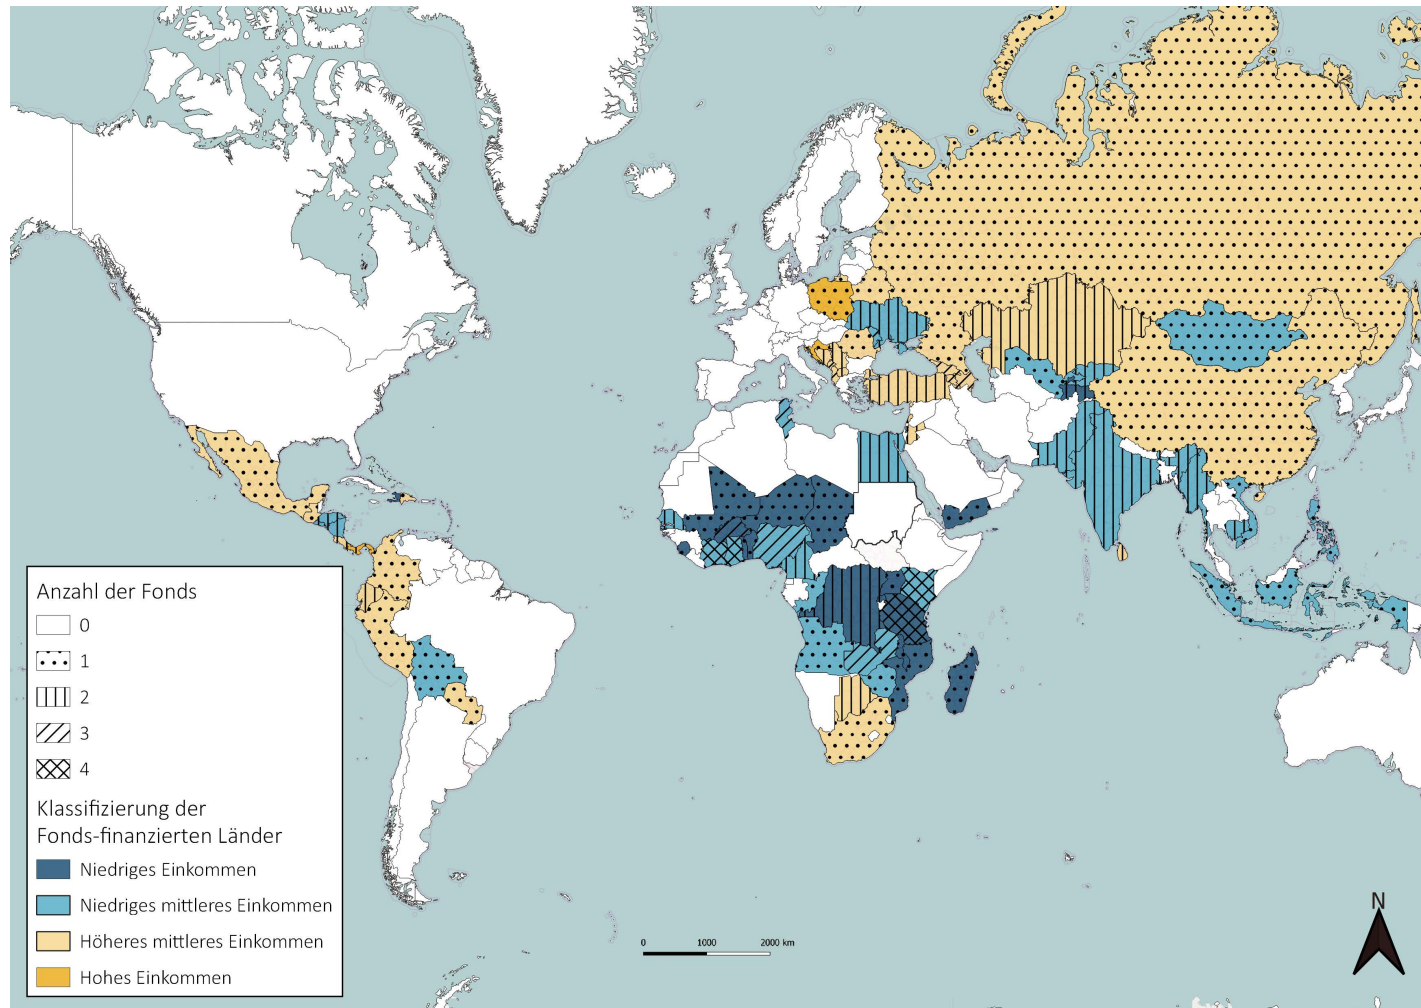 Anzahl der Fonds
0
1
2
3
4
Klassifizierung der
Fonds-finanzierten Länder
Niedriges Einkommen
Niedriges mittleres Einkommen
Höheres mittleres Einkommen
Hohes Einkommen
0 1000 2000 km
N